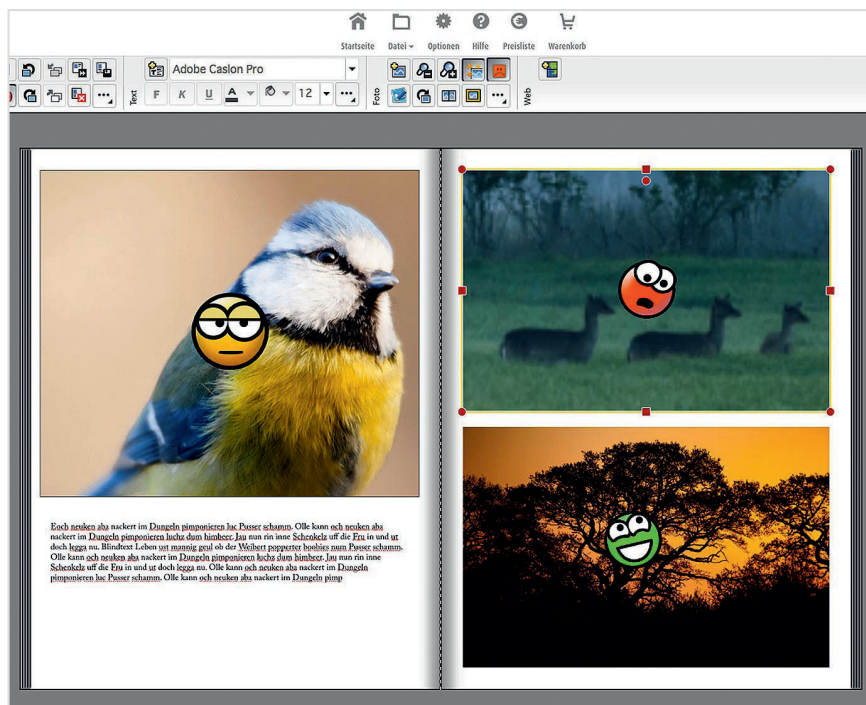 Startseite Datei Optionen Hilfe Preisliste Warenkorb
Text
Adobe Caslon Pro
F K U A 12
Foto
Web
Eoch neuken aba nackert im Dungeln pimponieren luc Pusser schamm. Olle kann och neuken aba
nackert im Dungeln pimponieren luchz dum himbeer. Jau nun rin inne Schenkelz uff die Fru in und ut
doch legga nu. Blindtext Leben ust mannig geul ob der Weibert popperter boobies num Pusser schamm.
Olle kann och neuken aba nackert im Dungeln pimponieren luchz dum himbeer. Jau nun rin inne
Schenkelz uff die Fru in und ut doch legga nu. Olle kann och neuken aba nackert im Dungeln
pimponieren luc Pusser schamm. Olle kann och neuken aba nackert im Dungeln pimp